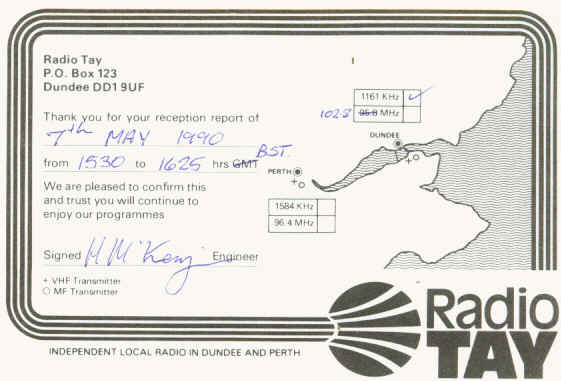 Radio Tay
P.O. Box 123
Dundee DD1 9UF
Thank you for your reception report of
7th MAY 1990
from 1530 to 1625 hrs GMT BST.
We are pleased to confirm this
and trust you will continue to
enjoy our programmes
Signed H M'Kenzie Engineer
+ VHF Transmitter
O MF Transmitter
1161 KHz ✓
102.8 95.8 MHz
DUNDEE
PERTH
1584 KHz
96.4 MHz
Radio
TAY
INDEPENDENT LOCAL RADIO IN DUNDEE AND PERTH